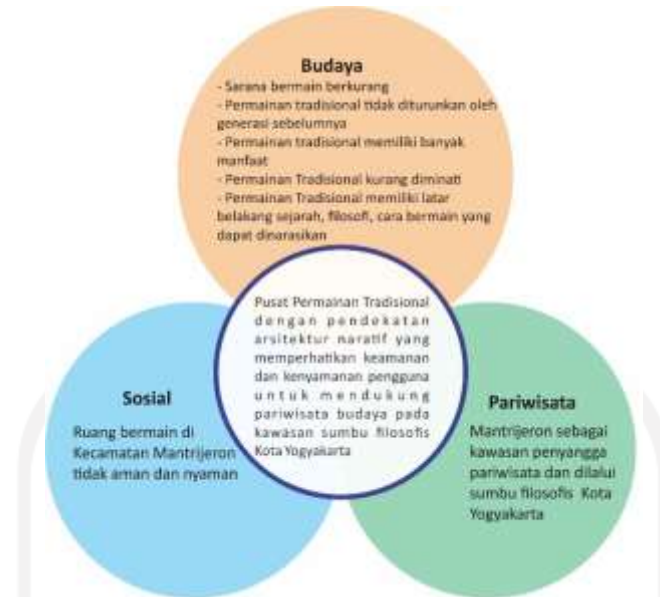 Budaya
- Sarana bermain berkurang
- Permainan tradisional tidak diturunkan oleh
generasi sebelumnya
- Permainan tradisional memiliki banyak
manfaat
- Permainan Tradisional kurang diminati
- Permainan Tradisional memiliki latar
belakang sejarah, filosofi, cara bermain yang
dapat dinarasikan
Pusat Permainan Tradisional
dengan pendekatan
arsitektur naratif yang
memperhatikan keamanan
dan kenyamanan pengguna
untuk mendukung
pariwisata budaya pada
kawasan sumbu filosofis
Kota Yogyakarta
Sosial
Ruang bermain di
Kecamatan Mantrijeron
tidak aman dan nyaman
Pariwisata
Mantrijeron sebagai
kawasan penyangga
pariwisata dan dilalui
sumbu filosofis Kota
Yogyakarta